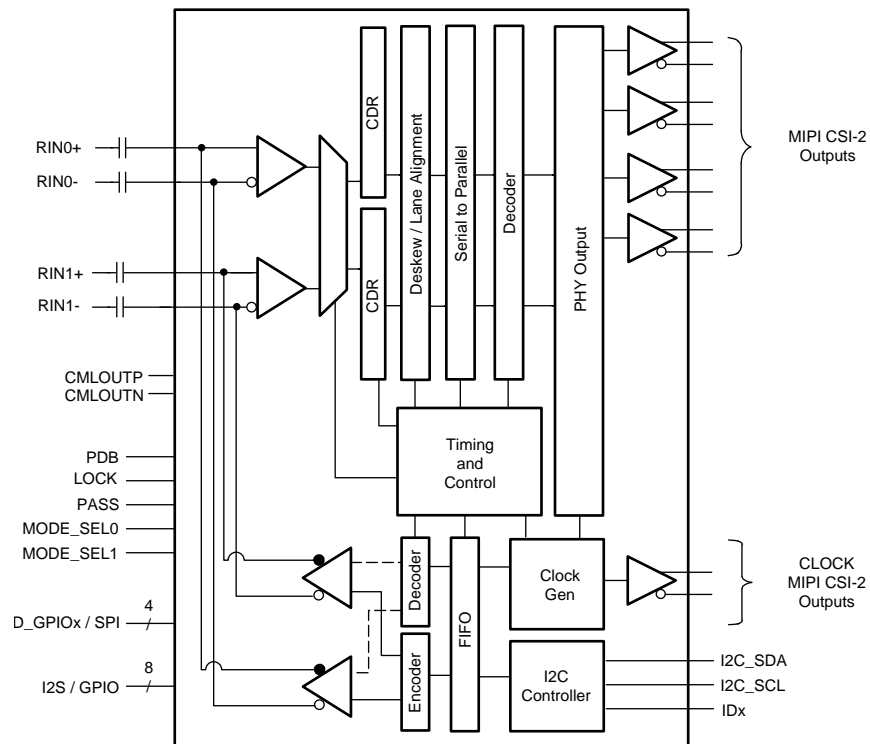 RIN0+
RIN0-
RIN1+
RIN1-
CMLOUTP
CMLOUTN
PDB
LOCK
PASS
MODE_SEL0
MODE_SEL1
4
D_GPIOx / SPI
8
I2S / GPIO
CDR
CDR
Deskew / Lane Alignment
Serial to Parallel
Decoder
PHY Output
Timing
and
Control
Decoder
Encoder
FIFO
Clock
Gen
I2C
Controller
MIPI CSI-2
Outputs
CLOCK
MIPI CSI-2
Outputs
I2C_SDA
I2C_SCL
IDx